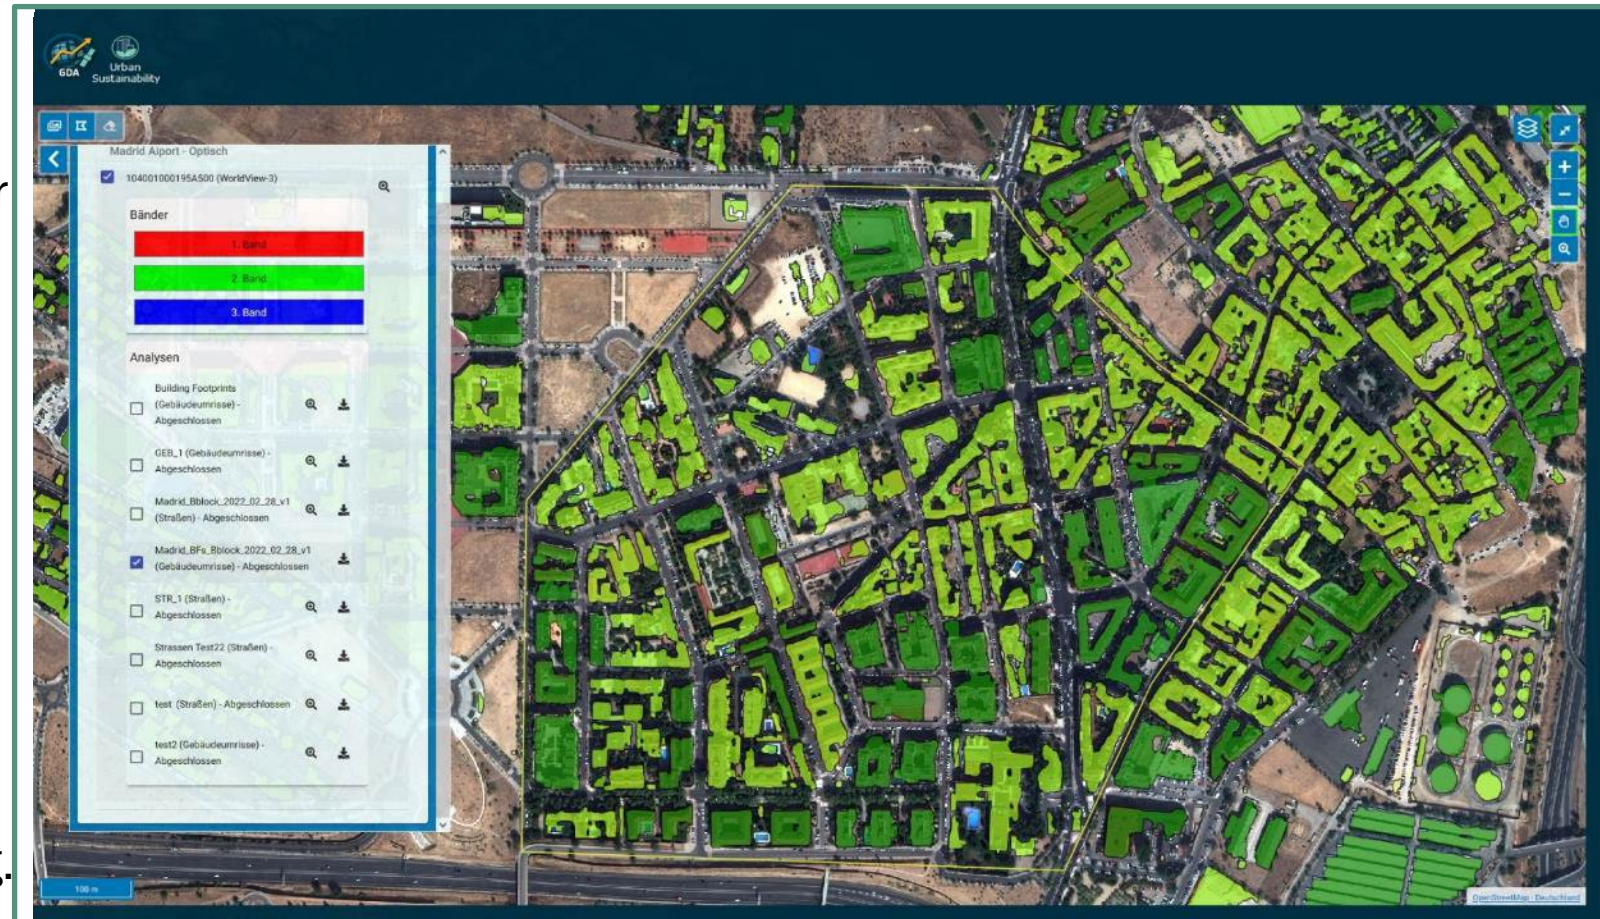 GDA
Urban
Sustainability
Madrid Aiport - Optisch
104001000195A500 (WorldView-3)
Bänder
1. Band
2. Band
3. Band
Analysen
Building Footprints
(Gebäudeumrisse) -
Abgeschlossen
GEB_1 (Gebäudeumrisse) -
Abgeschlossen
Madrid_Bblock_2022_02_28_v1
(Straßen) - Abgeschlossen
Madrid_BFs_Bblock_2022_02_28_v1
(Gebäudeumrisse) - Abgeschlossen
STR_1 (Straßen) -
Abgeschlossen
Strassen Test22 (Straßen) -
Abgeschlossen
test (Straßen) - Abgeschlossen
test2 (Gebäudeumrisse) -
Abgeschlossen
100 m
OpenStreetMap - Deutschland